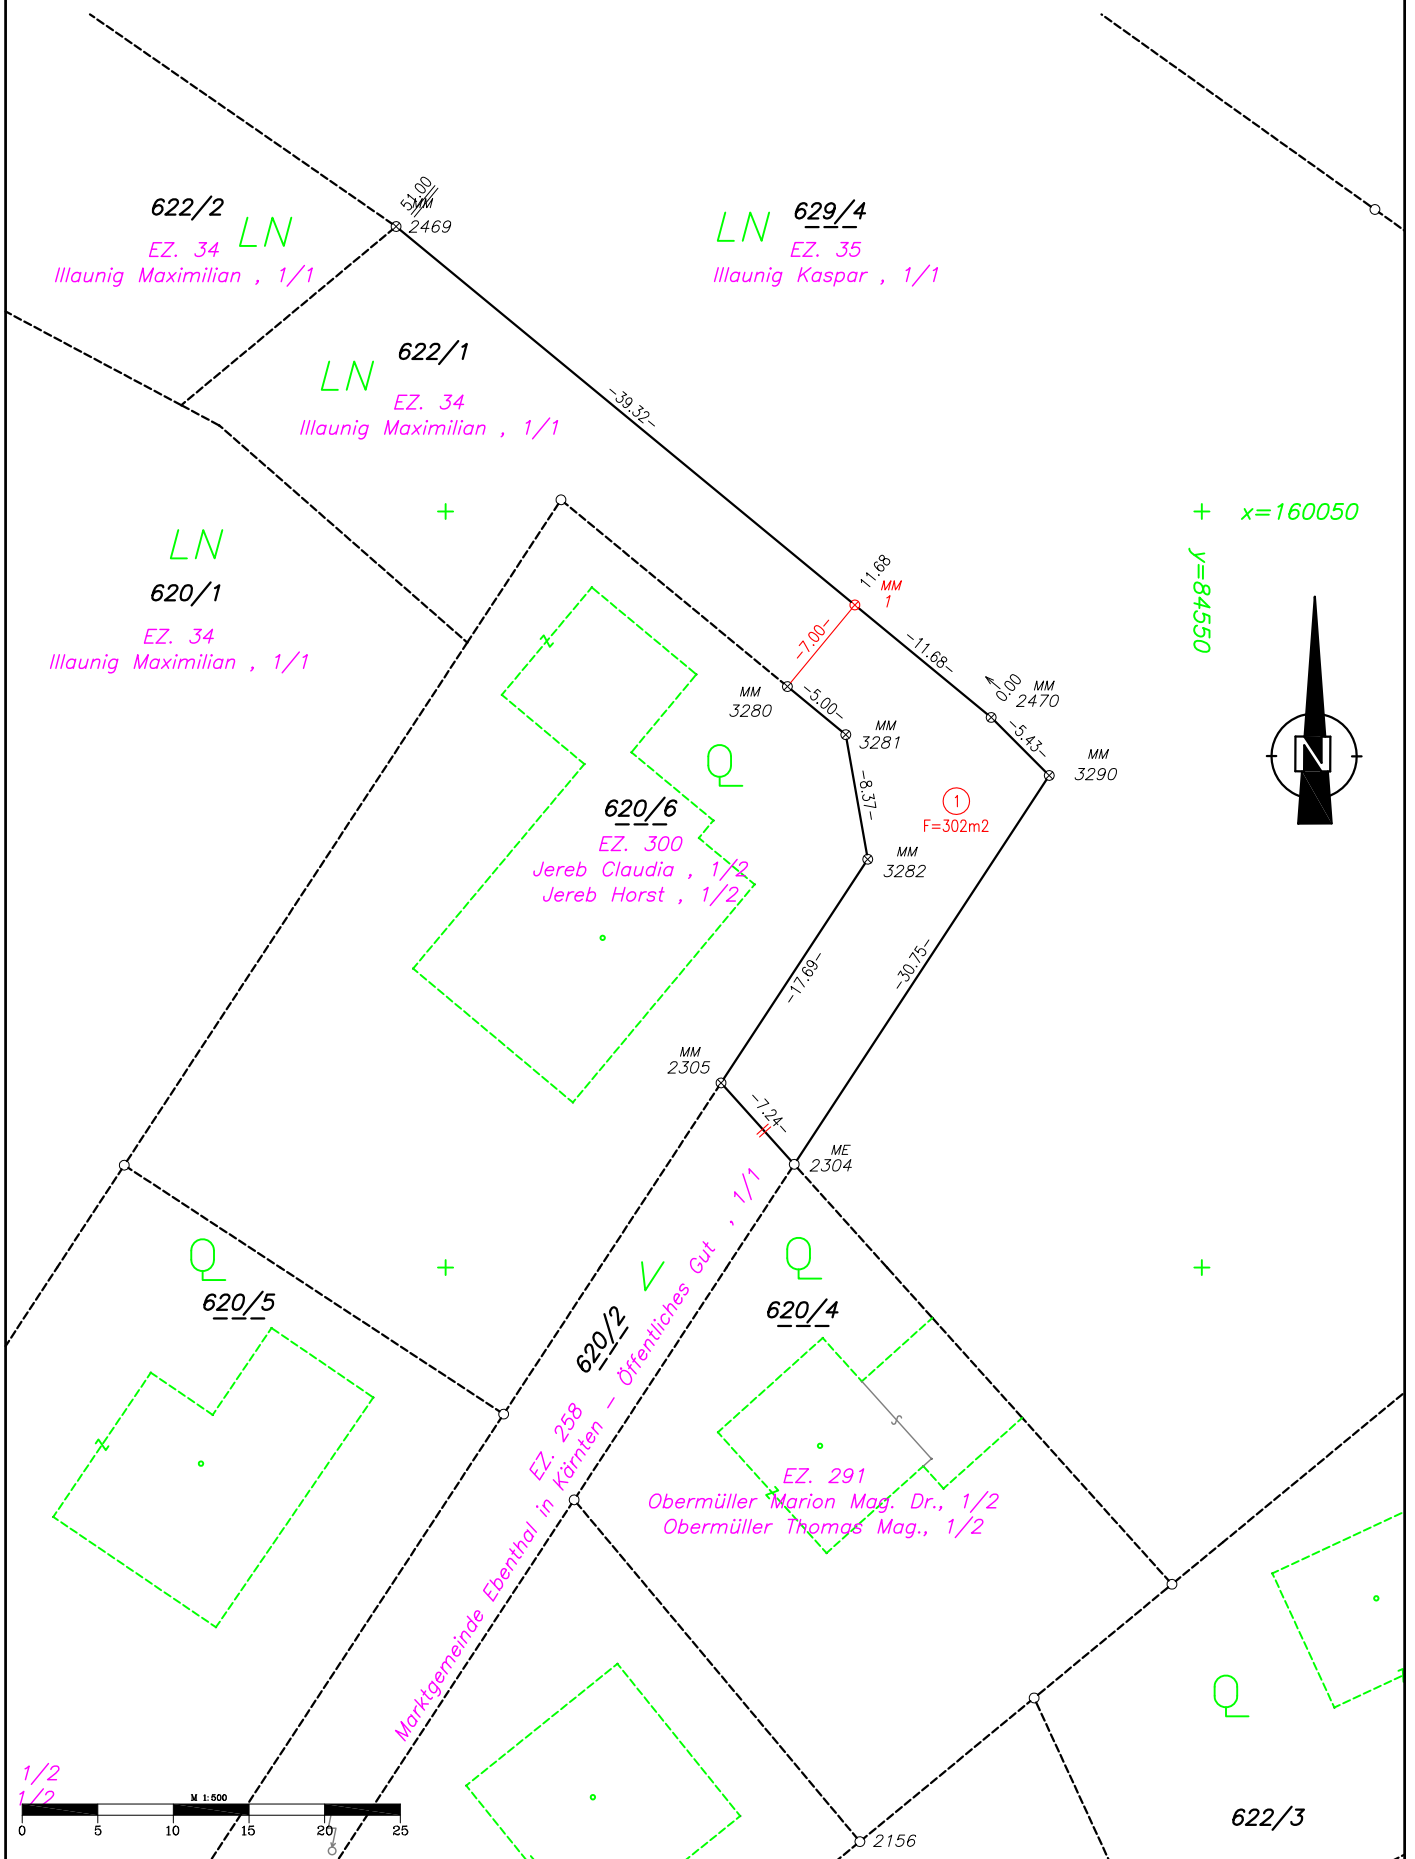 51.00
MM
2469
622/2
LN
EZ. 34
Illaunig Maximilian , 1/1
LN
629/4
EZ. 35
Illaunig Kaspar , 1/1
622/1
LN
EZ. 34
Illaunig Maximilian , 1/1
-39.32-
x=160050
y=84550
LN
620/1
EZ. 34
Illaunig Maximilian , 1/1
11.68
MM
1
-7.00-
-11.68-
0.00
MM
2470
MM
3280
-5.00-
MM
3281
-5.43-
MM
3290
N
-8.37-
1
F=302m2
620/6
EZ. 300
Jereb Claudia , 1/2
Jereb Horst , 1/2
MM
3282
-17.69-
-30.75-
MM
2305
-7.24-
ME
2304
620/5
620/2
EZ. 258
Marktgemeinde Ebenthal in Kärnten - Öffentliches Gut , 1/1
620/4
EZ. 291
Obermüller Marion Mag. Dr., 1/2
Obermüller Thomas Mag., 1/2
1/2
1/2
M 1:500
0 5 10 15 20 25
2156
622/3